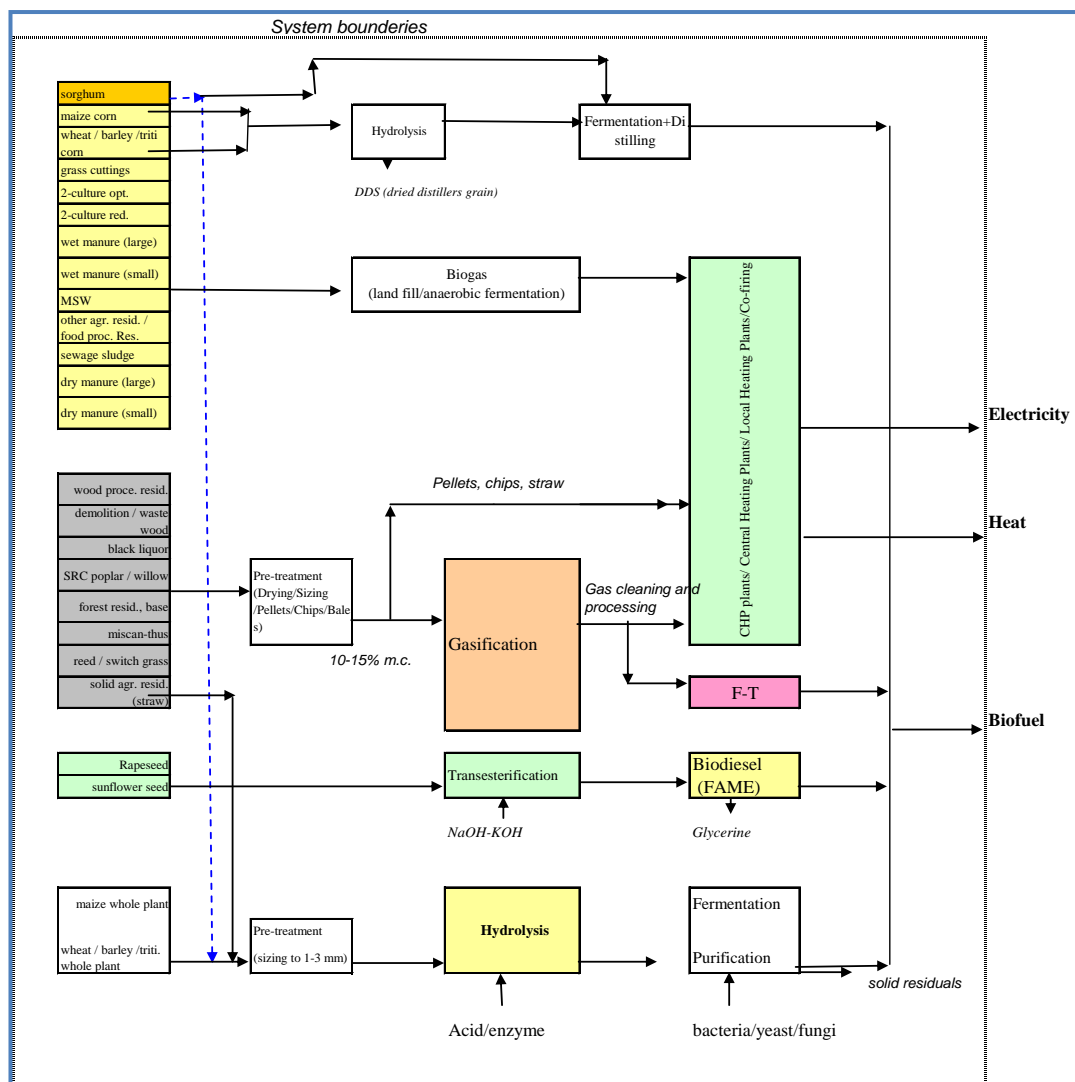 System bounderies
sorghum
maize corn
wheat / barley /triti
corn
grass cuttings
2-culture opt.
2-culture red.
wet manure (large)
wet manure (small)
MSW
other agr. resid. /
food proc. Res.
sewage sludge
dry manure (large)
dry manure (small)
Hydrolysis
DDS (dried distillers grain)
Fermentation+Di
stilling
Biogas
(land fill/anaerobic fermentation)
CHP plants/ Central Heating Plants/ Local Heating Plants/Co-firing
Electricity
Heat
Biofuel
wood proce. resid.
demolition / waste
wood
black liquor
SRC poplar / willow
forest resid., base
miscan-thus
reed / switch grass
solid agr. resid.
(straw)
Pellets, chips, straw
Pre-treatment
(Drying/Sizing
/Pellets/Chips/Bale
s)
10-15% m.c.
Gasification
Gas cleaning and
processing
F-T
Rapeseed
sunflower seed
Transesterification
NaOH-KOH
Biodiesel
(FAME)
Glycerine
maize whole plant
wheat / barley /triti.
whole plant
Pre-treatment
(sizing to 1-3 mm)
Hydrolysis
Acid/enzyme
Fermentation
Purification
solid residuals
bacteria/yeast/fungi